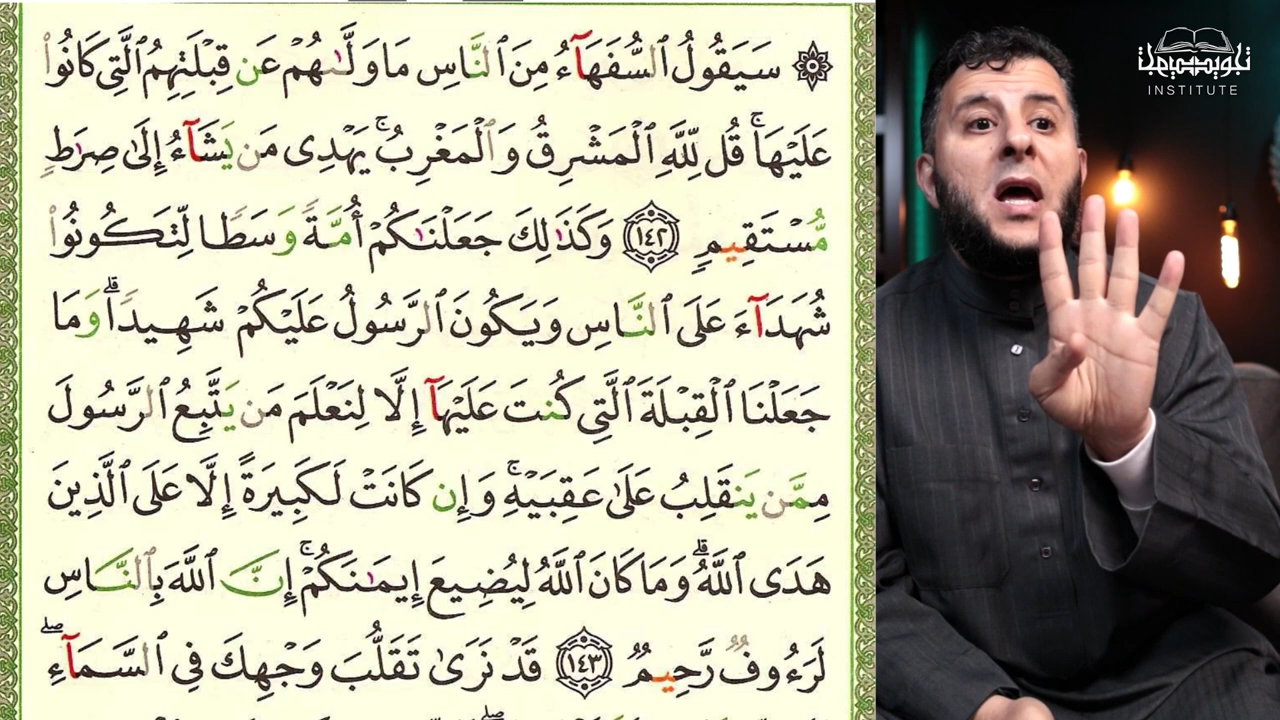 ۞ سَيَقُولُ ٱلسُّفَهَآءُ مِنَ ٱلنَّاسِ مَا وَلَّىٰهُمْ عَن قِبْلَتِهِمُ ٱلَّتِى كَانُوا۟
عَلَيْهَا ۚ قُل لِّلَّهِ ٱلْمَشْرِقُ وَٱلْمَغْرِبُ ۚ يَهْدِى مَن يَشَآءُ إِلَىٰ صِرَٰطٍ
مُّسْتَقِيمٍ ١٤٢ وَكَذَٰلِكَ جَعَلْنَٰكُمْ أُمَّةً وَسَطًا لِّتَكُونُوا۟
شُهَدَآءَ عَلَى ٱلنَّاسِ وَيَكُونَ ٱلرَّسُولُ عَلَيْكُمْ شَهِيدًا ۗ وَمَا
جَعَلْنَا ٱلْقِبْلَةَ ٱلَّتِى كُنتَ عَلَيْهَآ إِلَّا لِنَعْلَمَ مَن يَتَّبِعُ ٱلرَّسُولَ
مِمَّن يَنقَلِبُ عَلَىٰ عَقِبَيْهِ ۚ وَإِن كَانَتْ لَكَبِيرَةً إِلَّا عَلَى ٱلَّذِينَ
هَدَى ٱللَّهُ ۗ وَمَا كَانَ ٱللَّهُ لِيُضِيعَ إِيمَٰنَكُمْ ۚ إِنَّ ٱللَّهَ بِٱلنَّاسِ
لَرَءُوفٌ رَّحِيمٌ ١٤٣ قَدْ نَرَىٰ تَقَلُّبَ وَجْهِكَ فِى ٱلسَّمَآءِ ۖ
INSTITUTE